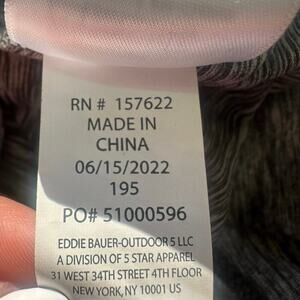 RN # 157622
MADE IN
CHINA
06/15/2022
195
PO# 51000596
EDDIE BAUER-OUTDOOR 5 LLC
A DIVISION OF 5 STAR APPAREL
31 WEST 34TH STREET 4TH FLOOR
NEW YORK, NY 10001 US